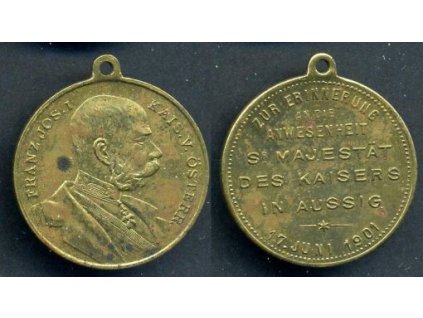 FRANZ JOS. I. KAIS. V. ÖSTERR.
ZUR ERINNERUNG
AN DIE
ANWESENHEIT
SR MAJESTÄT
DES KAISERS
IN AUSSIG
17. JUNI 1901